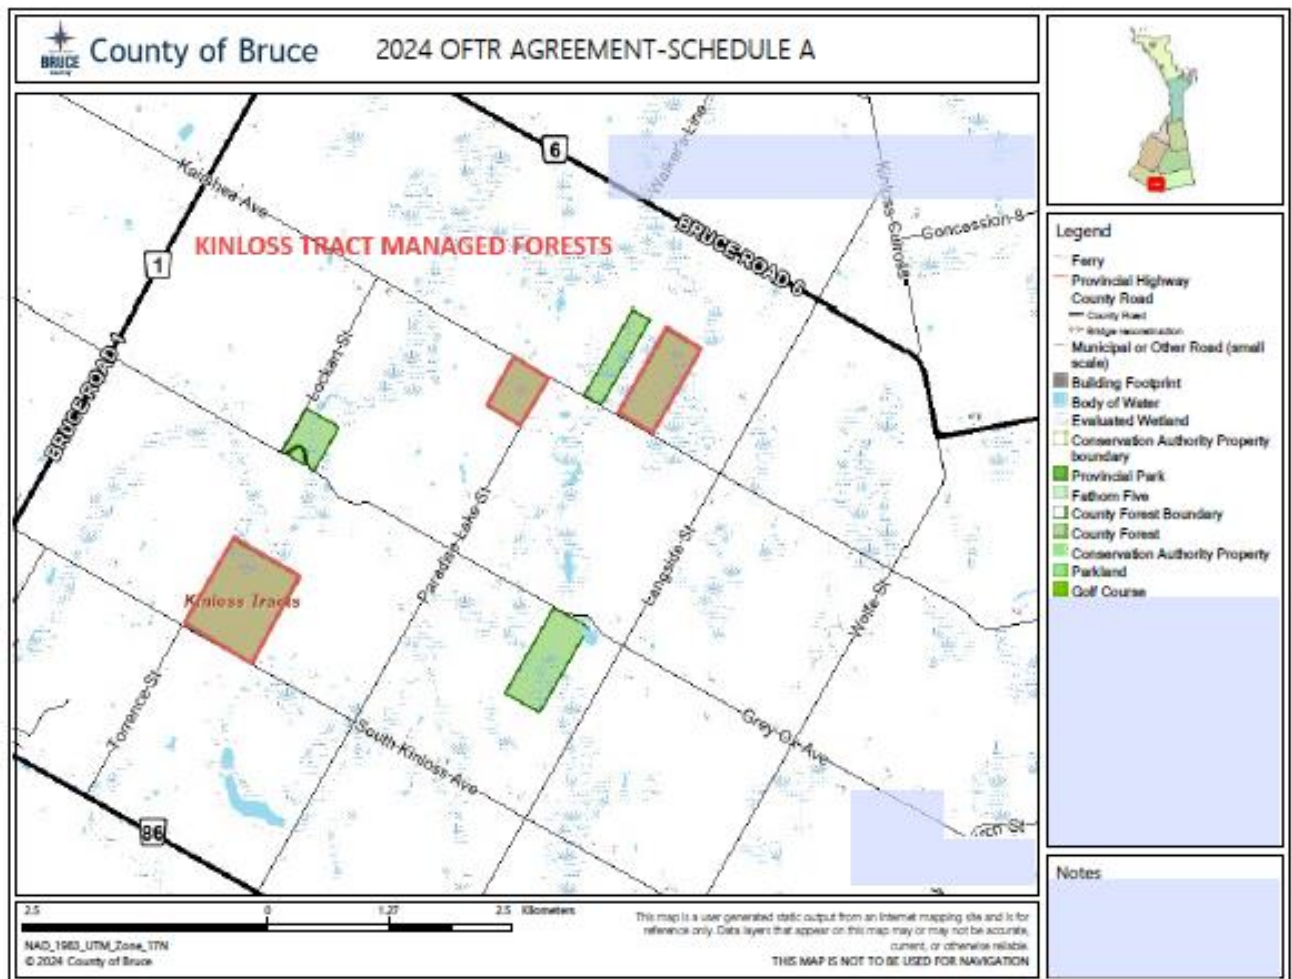 BRUCE
County
County of Bruce
2024 OFTR AGREEMENT-SCHEDULE A
6
Walker's-Line
Kairshea Ave
Kinloss-Culross
Concession-8
KINLOSS TRACT MANAGED FORESTS
BRUCE-ROAD 6
1
Lockart-St
BRUCE-ROAD 1
Paradise-Lake-St
Langside-St
Kinloss Tracts
Wolfe-St
Torrence-St
South Kinloss-Ave
Grey-Ox-Ave
86
Legend
Ferry
Provincial Highway
County Road
County Road
Bridge reconstruction
Municipal or Other Road (small
scale)
Building Footprint
Body of Water
Evaluated Wetland
Conservation Authority Property
boundary
Provincial Park
Fathom Five
County Forest Boundary
County Forest
Conservation Authority Property
Parkland
Golf Course
Notes
2.5 0 1.27 2.5 Kilometers
NAD_1983_UTM_Zone_17N
© 2024 County of Bruce
This map is a user generated static output from an Internet mapping site and is for
reference only. Data layers that appear on this map may or may not be accurate,
current, or otherwise reliable.
THIS MAP IS NOT TO BE USED FOR NAVIGATION